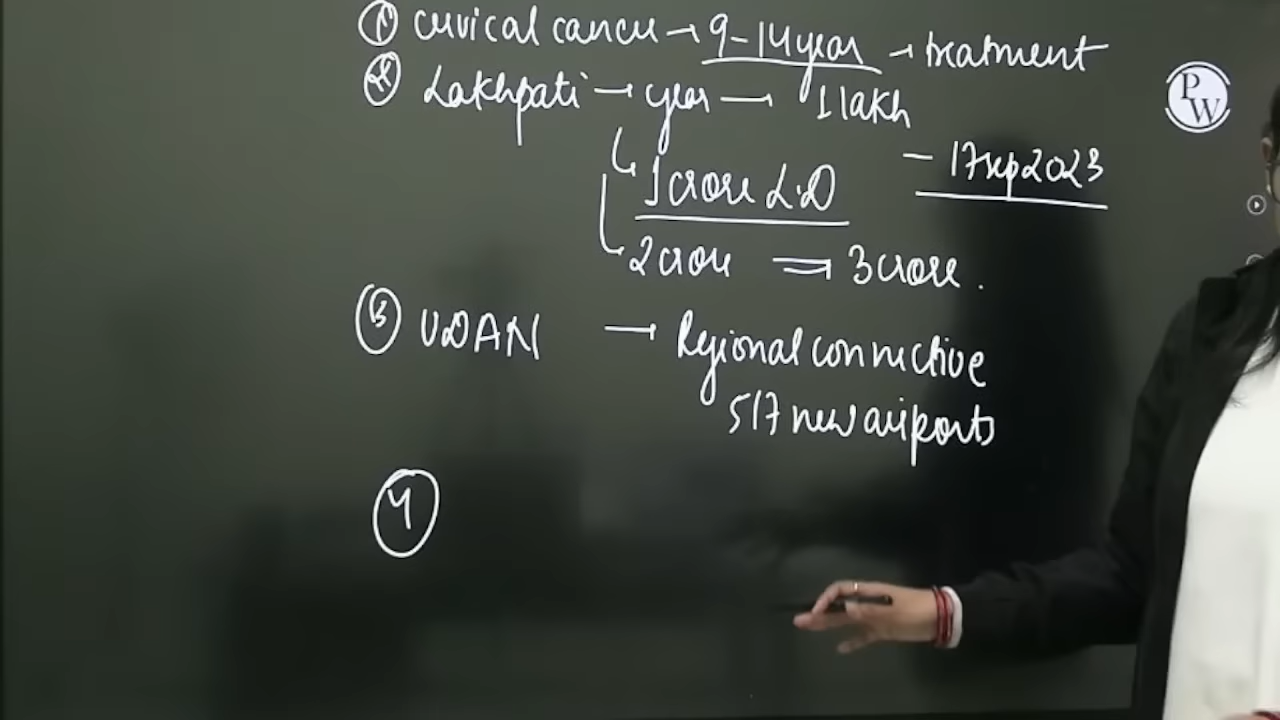 ① cervical cancer → 9-14 year → treatment
② Lakhpati → year → 1 lakh
- 17 sep 2023
1 crore L.D
2 crore ⇒ 3 crore.
③ UDAN → Regional connective
517 new airports
④
PW